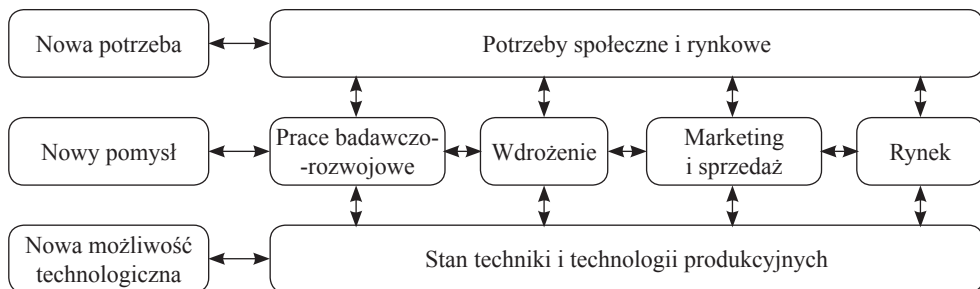 Nowa potrzeba
Potrzeby społeczne i rynkowe
Nowy pomysł
Prace badawczo-
-rozwojowe
Wdrożenie
Marketing
i sprzedaż
Rynek
Nowa możliwość
technologiczna
Stan techniki i technologii produkcyjnych